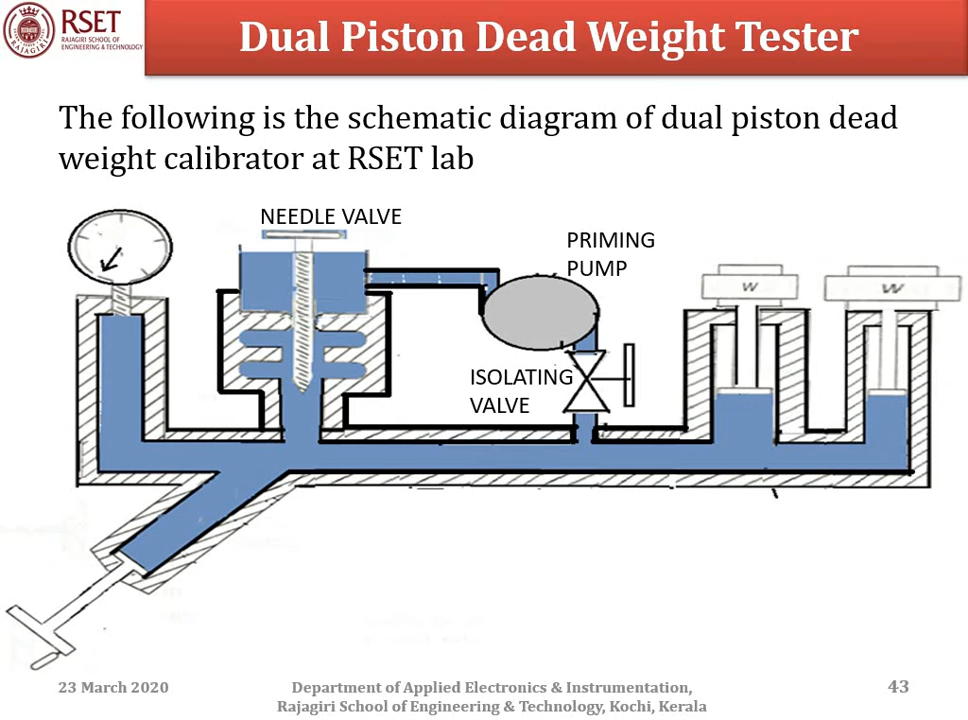 RSET
RAJAGIRI SCHOOL OF
ENGINEERING & TECHNOLOGY
Dual Piston Dead Weight Tester
The following is the schematic diagram of dual piston dead
weight calibrator at RSET lab
NEEDLE VALVE
PRIMING
PUMP
W
W
ISOLATING
VALVE
23 March 2020
Department of Applied Electronics & Instrumentation,
Rajagiri School of Engineering & Technology, Kochi, Kerala
43